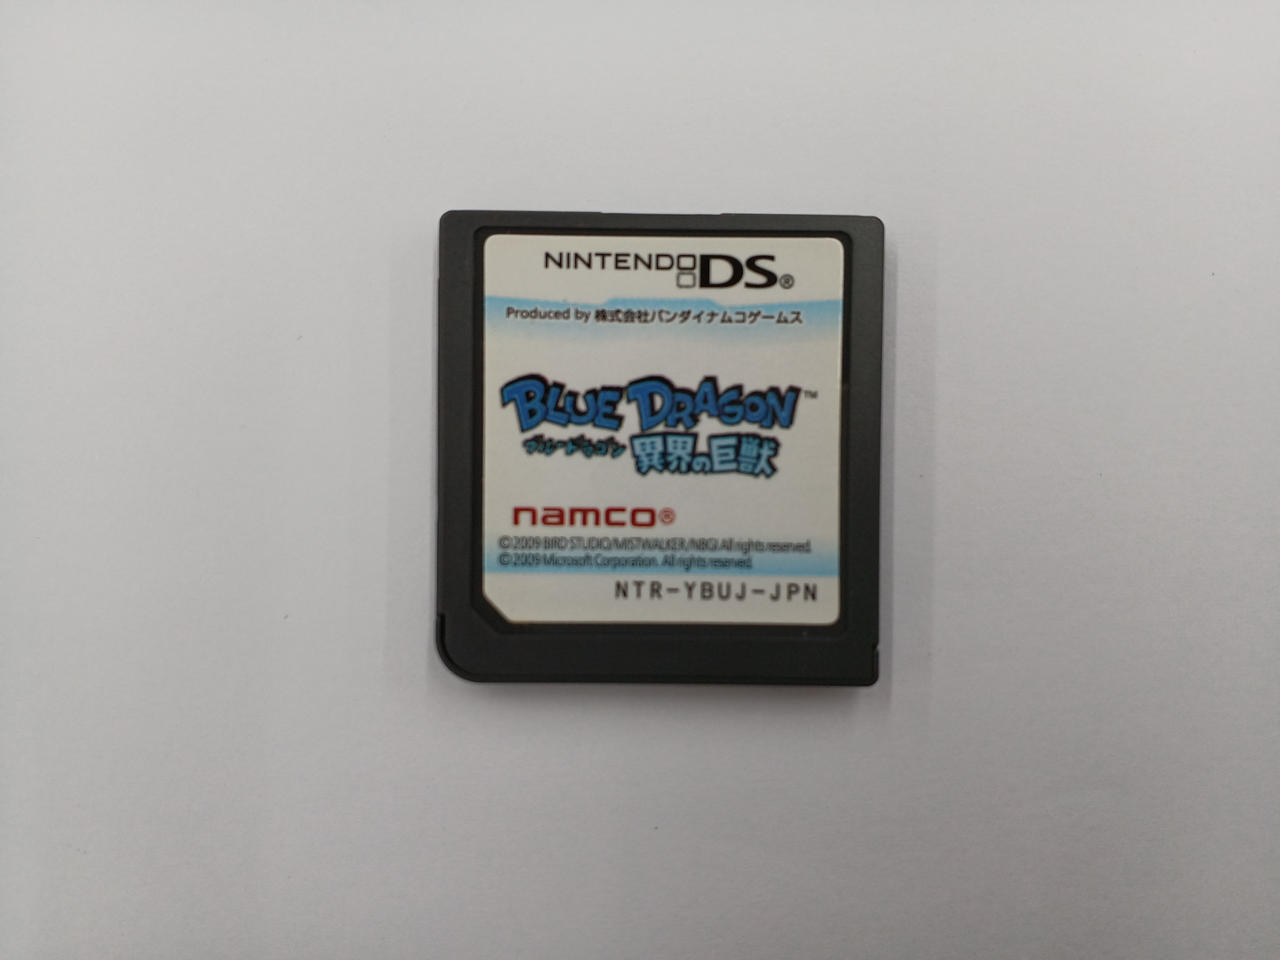 NINTENDO DS®
Produced by 株式会社バンダイナムコゲームス
BLUE DRAGON™
ブルードラゴン 異界の巨獣
namco®
©2009 BIRD STUDIO/MISTWALKER/NBGI All rights reserved.
©2009 Microsoft Corporation. All rights reserved.
NTR-YBUJ-JPN